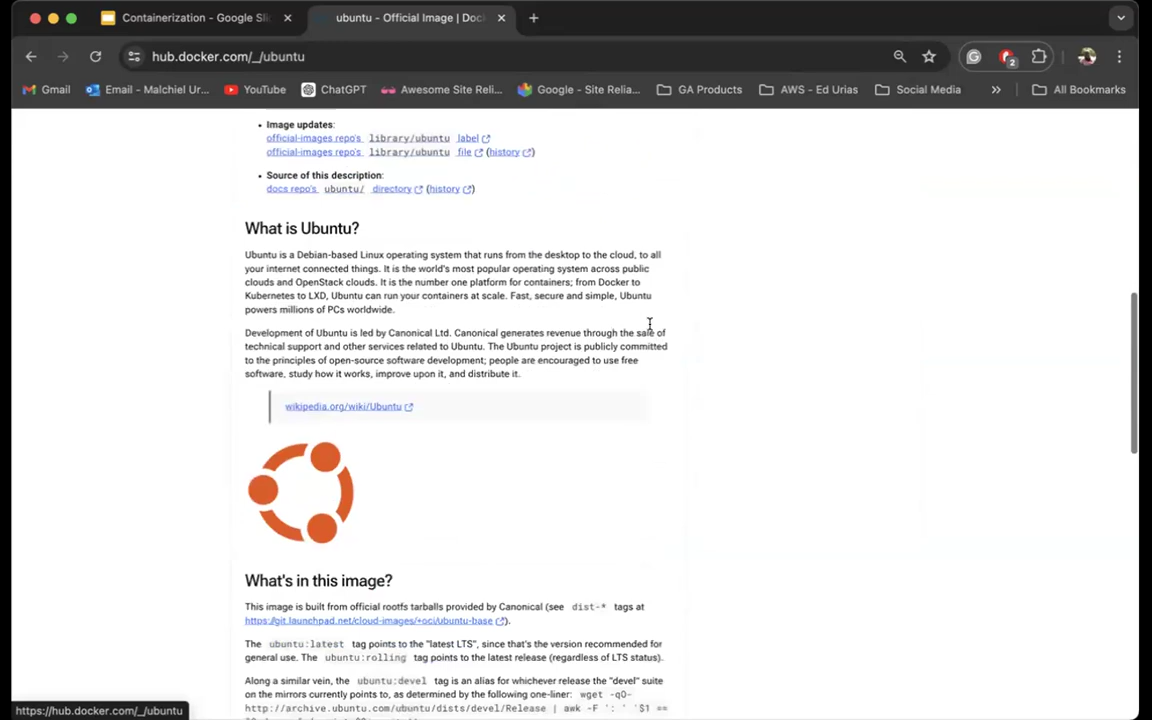 Containerization - Google Sli
ubuntu - Official Image | Doc
hub.docker.com/_/ubuntu
2
Gmail
Email - Malchiel Ur...
YouTube
ChatGPT
Awesome Site Reli...
Google - Site Relia...
GA Products
AWS - Ed Urias
Social Media
All Bookmarks
• Image updates:
official-images repo's library/ubuntu label
official-images repo's library/ubuntu file (history)
• Source of this description:
docs repo's ubuntu/ directory (history)
What is Ubuntu?
Ubuntu is a Debian-based Linux operating system that runs from the desktop to the cloud, to all
your internet connected things. It is the world's most popular operating system across public
clouds and OpenStack clouds. It is the number one platform for containers; from Docker to
Kubernetes to LXD, Ubuntu can run your containers at scale. Fast, secure and simple, Ubuntu
powers millions of PCs worldwide.
Development of Ubuntu is led by Canonical Ltd. Canonical generates revenue through the sale of
technical support and other services related to Ubuntu. The Ubuntu project is publicly committed
to the principles of open-source software development; people are encouraged to use free
software, study how it works, improve upon it, and distribute it.
wikipedia.org/wiki/Ubuntu
What's in this image?
This image is built from official rootfs tarballs provided by Canonical (see dist-* tags at
https://git.launchpad.net/cloud-images/+oci/ubuntu-base).
The ubuntu:latest tag points to the "latest LTS", since that's the version recommended for
general use. The ubuntu:rolling tag points to the latest release (regardless of LTS status).
Along a similar vein, the ubuntu:devel tag is an alias for whichever release the "devel" suite
on the mirrors currently points to, as determined by the following one-liner: wget -qO-
http://archive.ubuntu.com/ubuntu/dists/devel/Release | awk -F ': ' '$1 ==
https://hub.docker.com/_/ubuntu